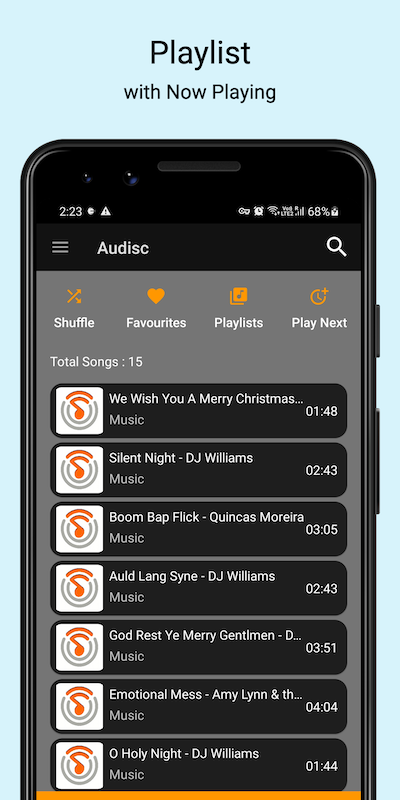 Playlist
with Now Playing
2:23
VoD R
LTE2 68%
Audisc
Shuffle Favourites Playlists Play Next
Total Songs : 15
We Wish You A Merry Christmas...
Music
01:48
Silent Night - DJ Williams
Music
02:43
Boom Bap Flick - Quincas Moreira
Music
03:05
Auld Lang Syne - DJ Williams
Music
02:43
God Rest Ye Merry Gentlmen - D...
Music
03:51
Emotional Mess - Amy Lynn & th...
Music
04:04
O Holy Night - DJ Williams
Music
01:44